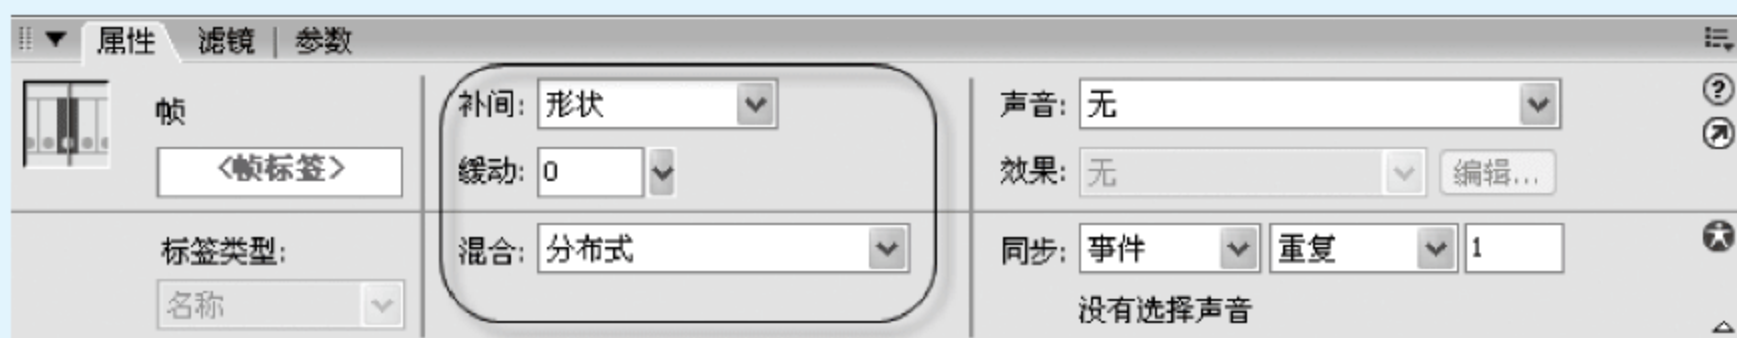 属性 滤镜 | 参数
帧
<帧标签>
标签类型:
名称
补间: 形状
缓动: 0
混合: 分布式
声音: 无
效果: 无 编辑...
同步: 事件 重复 1
没有选择声音